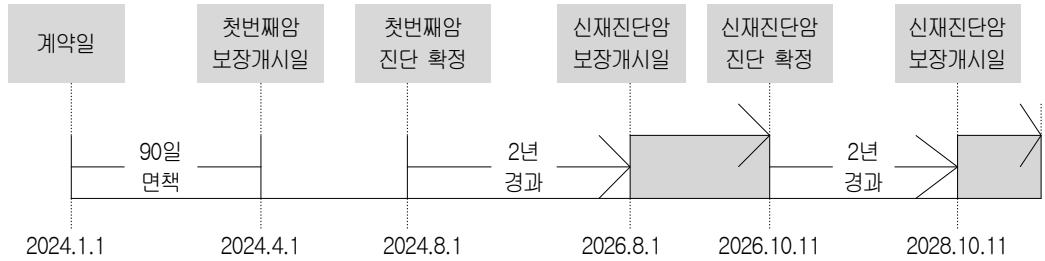 계약일
첫번째암
보장개시일
첫번째암
진단 확정
신재진단암
보장개시일
신재진단암
진단 확정
신재진단암
보장개시일
90일
면책
2년
경과
2년
경과
2024.1.1
2024.4.1
2024.8.1
2026.8.1
2026.10.11
2028.10.11